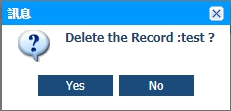 訊息
Delete the Record :test ?
Yes
No